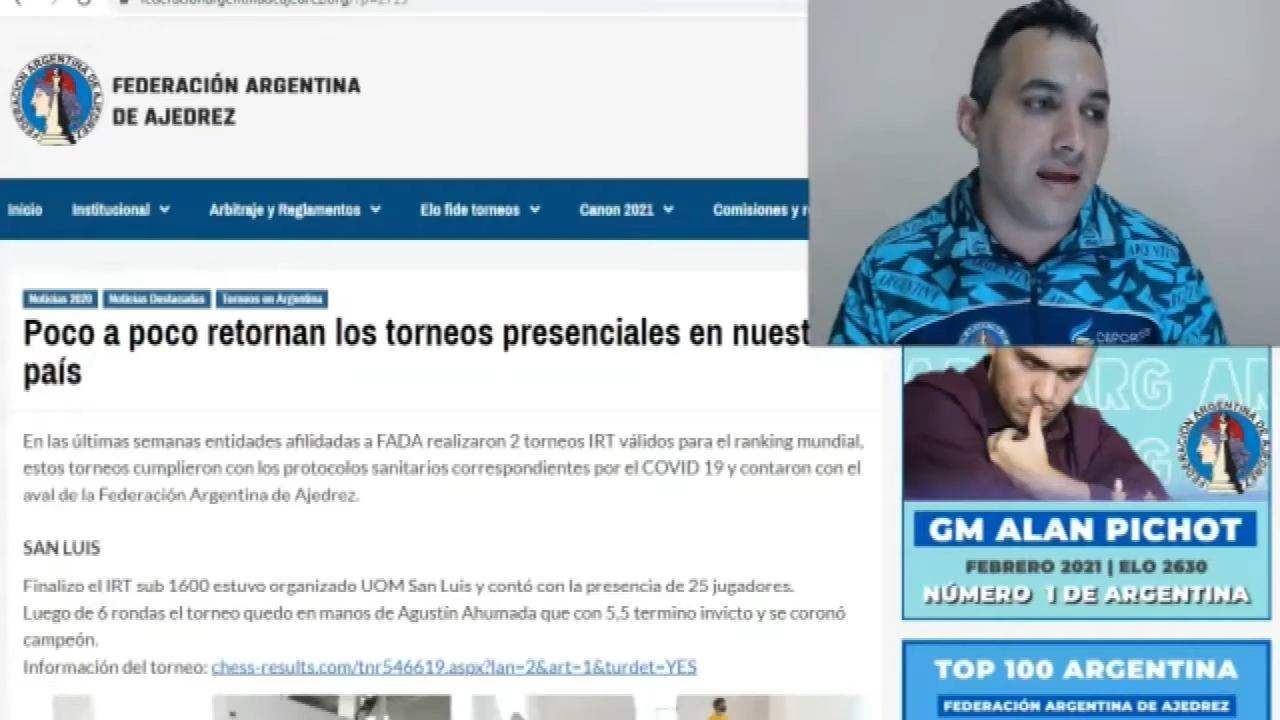 FEDERACIÓN ARGENTINA
DE AJEDREZ
Inicio
Institucional
Arbitraje y Reglamentos
Elo fide torneos
Canon 2021
Comisiones y
Noticias 2020
Noticias Destacadas
Torneos en Argentina
Poco a poco retornan los torneos presenciales en nuest
país
En las últimas semanas entidades afilidadas a FADA realizaron 2 torneos IRT válidos para el ranking mundial,
estos torneos cumplieron con los protocolos sanitarios correspondientes por el COVID 19 y contaron con el
aval de la Federación Argentina de Ajedrez.
SAN LUIS
Finalizo el IRT sub 1600 estuvo organizado UOM San Luis y contó con la presencia de 25 jugadores.
Luego de 6 rondas el torneo quedo en manos de Agustín Ahumada que con 5,5 termino invicto y se coronó
campeón.
Información del torneo: chess-results.com/tnr546619.aspx?lan=2&art=1&turdet=YES
ARGENTINA
ARG
FEDERACION ARGENTINA DE AJEDREZ
GM ALAN PICHOT
FEBRERO 2021 | ELO 2630
NÚMERO 1 DE ARGENTINA
TOP 100 ARGENTINA
FEDERACIÓN ARGENTINA DE AJEDREZ